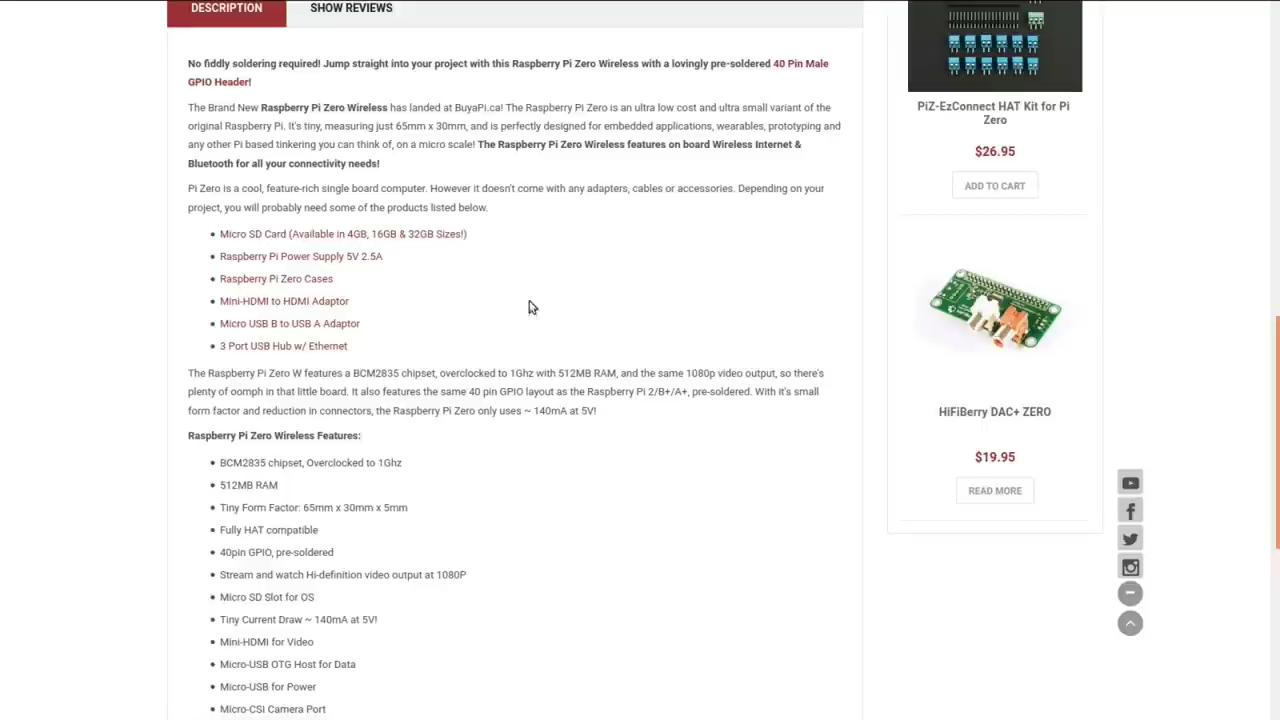 DESCRIPTION
SHOW REVIEWS
No fiddly soldering required! Jump straight into your project with this Raspberry Pi Zero Wireless with a lovingly pre-soldered 40 Pin Male
GPIO Header!
The Brand New Raspberry Pi Zero Wireless has landed at BuyaPi.ca! The Raspberry Pi Zero is an ultra low cost and ultra small variant of the
original Raspberry Pi. It's tiny, measuring just 65mm x 30mm, and is perfectly designed for embedded applications, wearables, prototyping and
any other Pi based tinkering you can think of, on a micro scale! The Raspberry Pi Zero Wireless features on board Wireless Internet &
Bluetooth for all your connectivity needs!
Pi Zero is a cool, feature-rich single board computer. However it doesn't come with any adapters, cables or accessories. Depending on your
project, you will probably need some of the products listed below.
Micro SD Card (Available in 4GB, 16GB & 32GB Sizes!)
Raspberry Pi Power Supply 5V 2.5A
Raspberry Pi Zero Cases
Mini-HDMI to HDMI Adaptor
Micro USB B to USB A Adaptor
3 Port USB Hub w/ Ethernet
The Raspberry Pi Zero W features a BCM2835 chipset, overclocked to 1Ghz with 512MB RAM, and the same 1080p video output, so there's
plenty of oomph in that little board. It also features the same 40 pin GPIO layout as the Raspberry Pi 2/B+/A+, pre-soldered. With it's small
form factor and reduction in connectors, the Raspberry Pi Zero only uses ~ 140mA at 5V!
Raspberry Pi Zero Wireless Features:
BCM2835 chipset, Overclocked to 1Ghz
512MB RAM
Tiny Form Factor: 65mm x 30mm x 5mm
Fully HAT compatible
40pin GPIO, pre-soldered
Stream and watch Hi-definition video output at 1080P
Micro SD Slot for OS
Tiny Current Draw ~ 140mA at 5V!
Mini-HDMI for Video
Micro-USB OTG Host for Data
Micro-USB for Power
Micro-CSI Camera Port
PiZ-EzConnect HAT Kit for Pi
Zero
$26.95
ADD TO CART
HiFiBerry DAC+ ZERO
$19.95
READ MORE